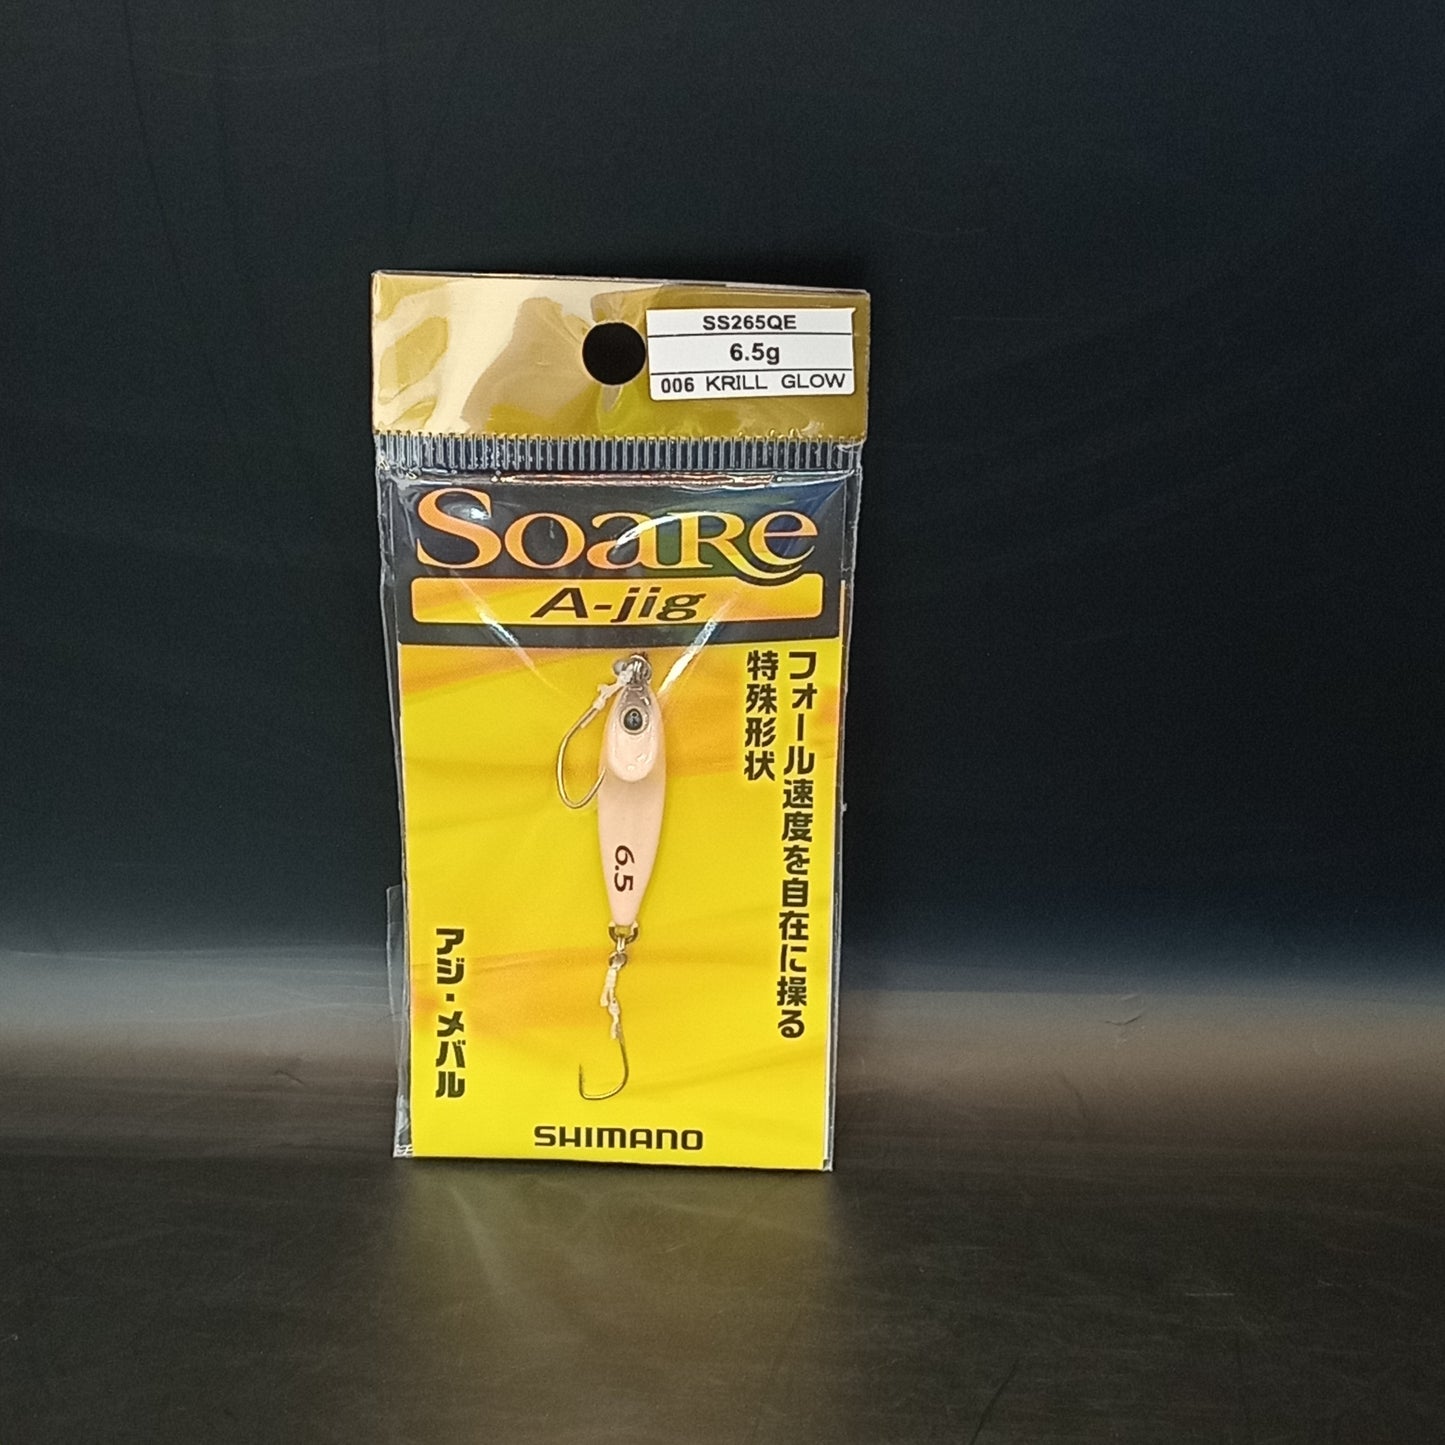 SS265QE
6.5g
006 KRILL GLOW
SOARE
A-jig
フォール速度を自在に操る
特殊形状
6.5
アジ・メバル
SHIMANO